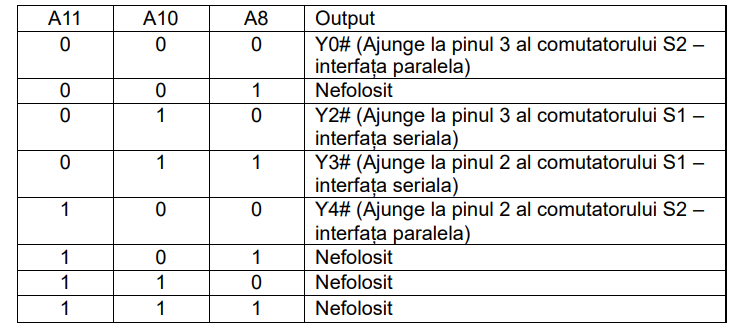 A11 A10 A8 Output
0 0 0 Y0# (Ajunge la pinul 3 al comutatorului S2 –
interfața paralela)
0 0 1 Nefolosit
0 1 0 Y2# (Ajunge la pinul 3 al comutatorului S1 –
interfața seriala)
0 1 1 Y3# (Ajunge la pinul 2 al comutatorului S1 –
interfața seriala)
1 0 0 Y4# (Ajunge la pinul 2 al comutatorului S2 –
interfața paralela)
1 0 1 Nefolosit
1 1 0 Nefolosit
1 1 1 Nefolosit